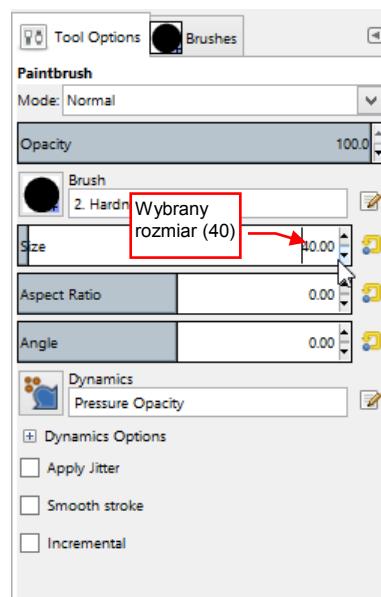 Tool Options
Brushes
Paintbrush
Mode: Normal
Opacity 100.0
Brush
2. Hardn
Wybrany
rozmiar (40)
Size 40.00
Aspect Ratio 0.00
Angle 0.00
Dynamics
Pressure Opacity
Dynamics Options
Apply Jitter
Smooth stroke
Incremental